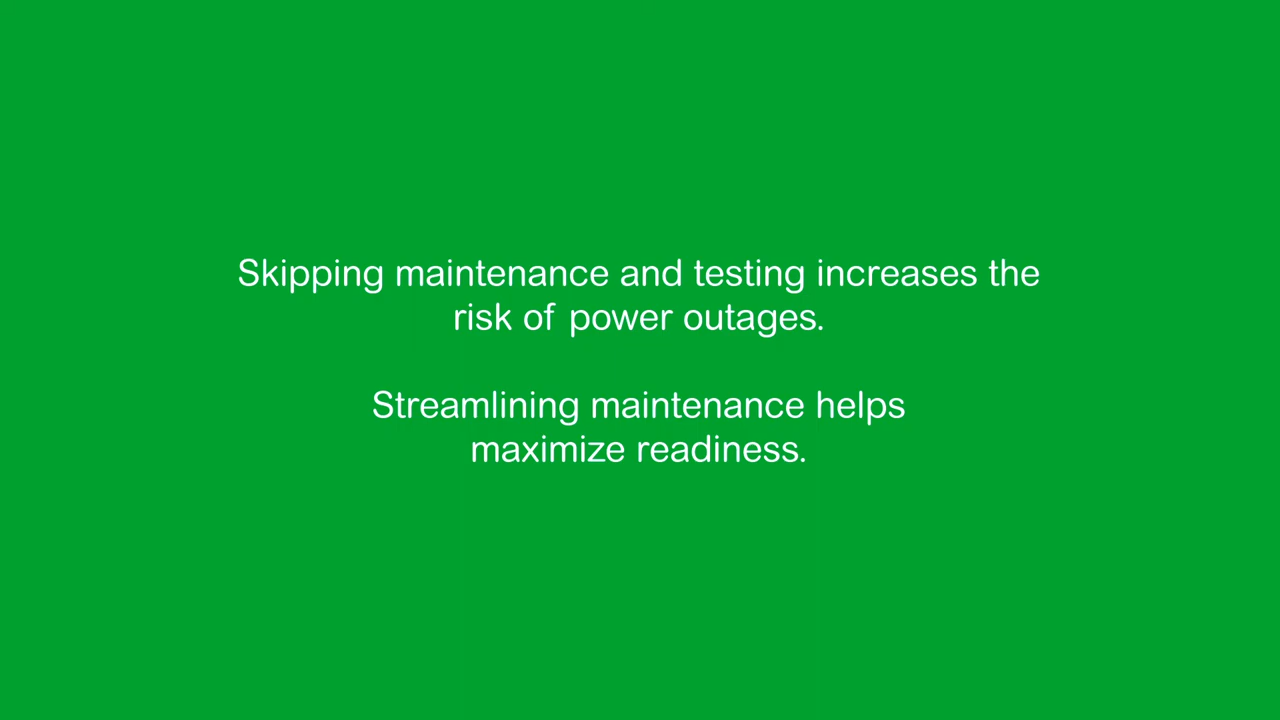 Skipping maintenance and testing increases the
risk of power outages.
Streamlining maintenance helps
maximize readiness.